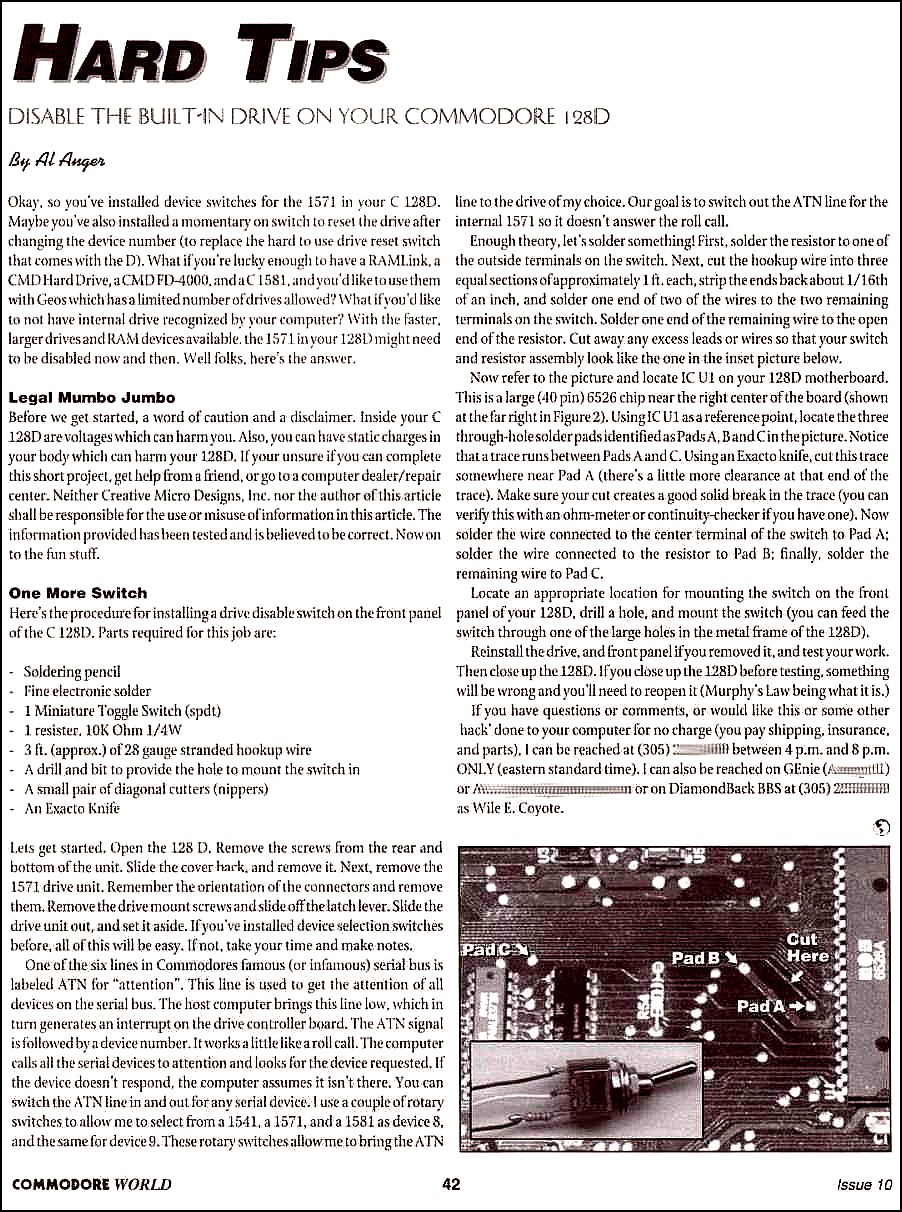 HARD TIPS
DISABLE THE BUILT-IN DRIVE ON YOUR COMMODORE 128D
By Al Anger
Okay, so you've installed device switches for the 1571 in your C 128D.
Maybe you've also installed a momentary on switch to reset the drive after
changing the device number (to replace the hard to use drive reset switch
that comes with the D). What if you're lucky enough to have a RAMLink, a
CMD Hard Drive, a CMD FD-4000, and a C 1581, and you'd like to use them
with Geos which has a limited number of drives allowed? What if you'd like
to not have internal drive recognized by your computer? With the faster,
larger drives and RAM devices available, the 1571 in your 128D might need
to be disabled now and then. Well folks, here's the answer.
Legal Mumbo Jumbo
Before we get started, a word of caution and a disclaimer. Inside your C
128D are voltages which can harm you. Also, you can have static charges in
your body which can harm your 128D. If your unsure if you can complete
this short project, get help from a friend, or go to a computer dealer/repair
center. Neither Creative Micro Designs, Inc. nor the author of this article
shall be responsible for the use or misuse of information in this article. The
information provided has been tested and is believed to be correct. Now on
to the fun stuff.
One More Switch
Here's the procedure for installing a drive disable switch on the front panel
of the C 128D. Parts required for this job are:
- Soldering pencil
- Fine electronic solder
- 1 Miniature Toggle Switch (spdt)
- 1 resister, 10K Ohm 1/4W
- 3 ft. (approx.) of 28 gauge stranded hookup wire
- A drill and bit to provide the hole to mount the switch in
- A small pair of diagonal cutters (nippers)
- An Exacto Knife
Lets get started. Open the 128 D. Remove the screws from the rear and
bottom of the unit. Slide the cover back, and remove it. Next, remove the
1571 drive unit. Remember the orientation of the connectors and remove
them. Remove the drive mount screws and slide off the latch lever. Slide the
drive unit out, and set it aside. If you've installed device selection switches
before, all of this will be easy. If not, take your time and make notes.
One of the six lines in Commodores famous (or infamous) serial bus is
labeled ATN for "attention". This line is used to get the attention of all
devices on the serial bus. The host computer brings this line low, which in
turn generates an interrupt on the drive controller board. The ATN signal
is followed by a device number. It works a little like a roll call. The computer
calls all the serial devices to attention and looks for the device requested. If
the device doesn't respond, the computer assumes it isn't there. You can
switch the ATN line in and out for any serial device. I use a couple of rotary
switches to allow me to select from a 1541, a 1571, and a 1581 as device 8,
and the same for device 9. These rotary switches allow me to bring the ATN
line to the drive of my choice. Our goal is to switch out the ATN line for the
internal 1571 so it doesn't answer the roll call.
Enough theory, let's solder something! First, solder the resistor to one of
the outside terminals on the switch. Next, cut the hookup wire into three
equal sections of approximately 1 ft. each, strip the ends back about 1/16th
of an inch, and solder one end of two of the wires to the two remaining
terminals on the switch. Solder one end of the remaining wire to the open
end of the resistor. Cut away any excess leads or wires so that your switch
and resistor assembly look like the one in the inset picture below.
Now refer to the picture and locate IC U1 on your 128D motherboard.
This is a large (40 pin) 6526 chip near the right center of the board (shown
at the far right in Figure 2). Using IC U1 as a reference point, locate the three
through-hole solder pads identified as Pads A, B and C in the picture. Notice
that a trace runs between Pads A and C. Using an Exacto knife, cut this trace
somewhere near Pad A (there's a little more clearance at that end of the
trace). Make sure your cut creates a good solid break in the trace (you can
verify this with an ohm-meter or continuity-checker if you have one). Now
solder the wire connected to the center terminal of the switch to Pad A;
solder the wire connected to the resistor to Pad B; finally, solder the
remaining wire to Pad C.
Locate an appropriate location for mounting the switch on the front
panel of your 128D, drill a hole, and mount the switch (you can feed the
switch through one of the large holes in the metal frame of the 128D).
Reinstall the drive, and front panel if you removed it, and test your work.
Then close up the 128D. If you close up the 128D before testing, something
will be wrong and you'll need to reopen it (Murphy's Law being what it is.)
If you have questions or comments, or would like this or some other
hack' done to your computer for no charge (you pay shipping, insurance,
and parts), I can be reached at (305) between 4 p.m. and 8 p.m.
ONLY (eastern standard time). I can also be reached on GEnie
or or on DiamondBack BBS at (305)
as Wile E. Coyote.
Pad C
Pad B
Cut
Here
Pad A
COMMODORE WORLD
42
Issue 10